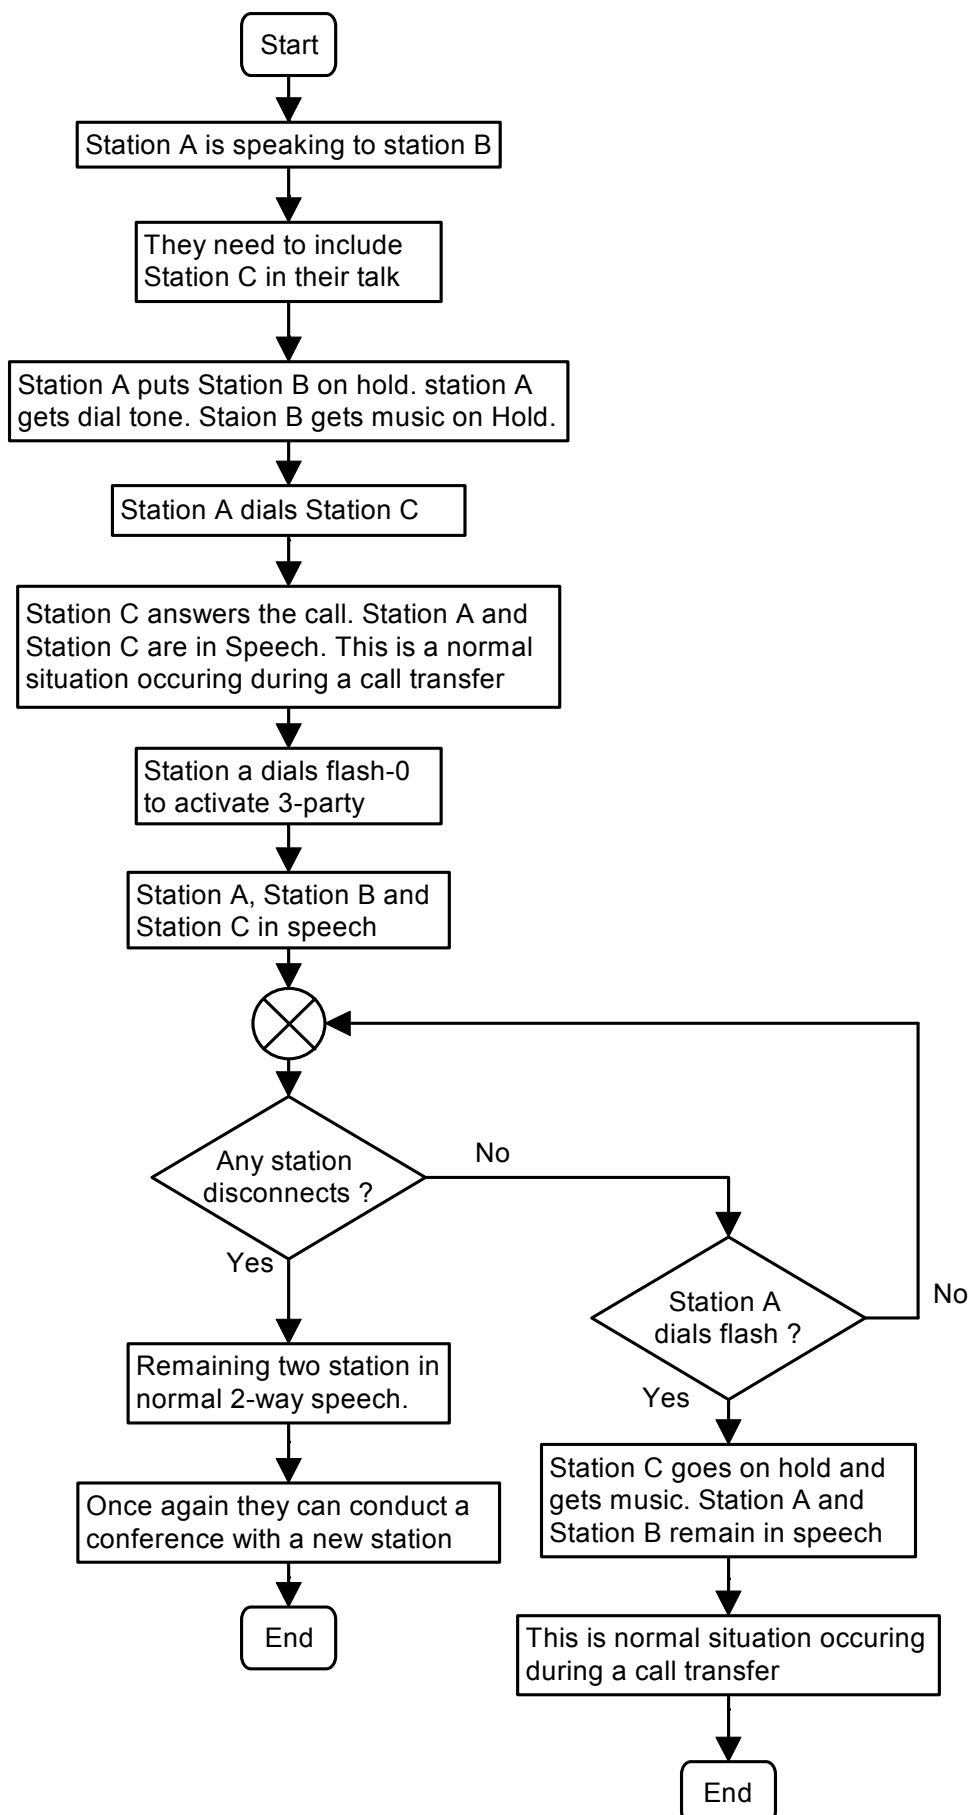 Start
Station A is speaking to station B
They need to include
Station C in their talk
Station A puts Station B on hold. station A
gets dial tone. Staion B gets music on Hold.
Station A dials Station C
Station C answers the call. Station A and
Station C are in Speech. This is a normal
situation occuring during a call transfer
Station a dials flash-0
to activate 3-party
Station A, Station B and
Station C in speech
Any station
disconnects ?
No
Yes
Station A
dials flash ?
No
Yes
Remaining two station in
normal 2-way speech.
Once again they can conduct a
conference with a new station
End
Station C goes on hold and
gets music. Station A and
Station B remain in speech
This is normal situation occuring
during a call transfer
End